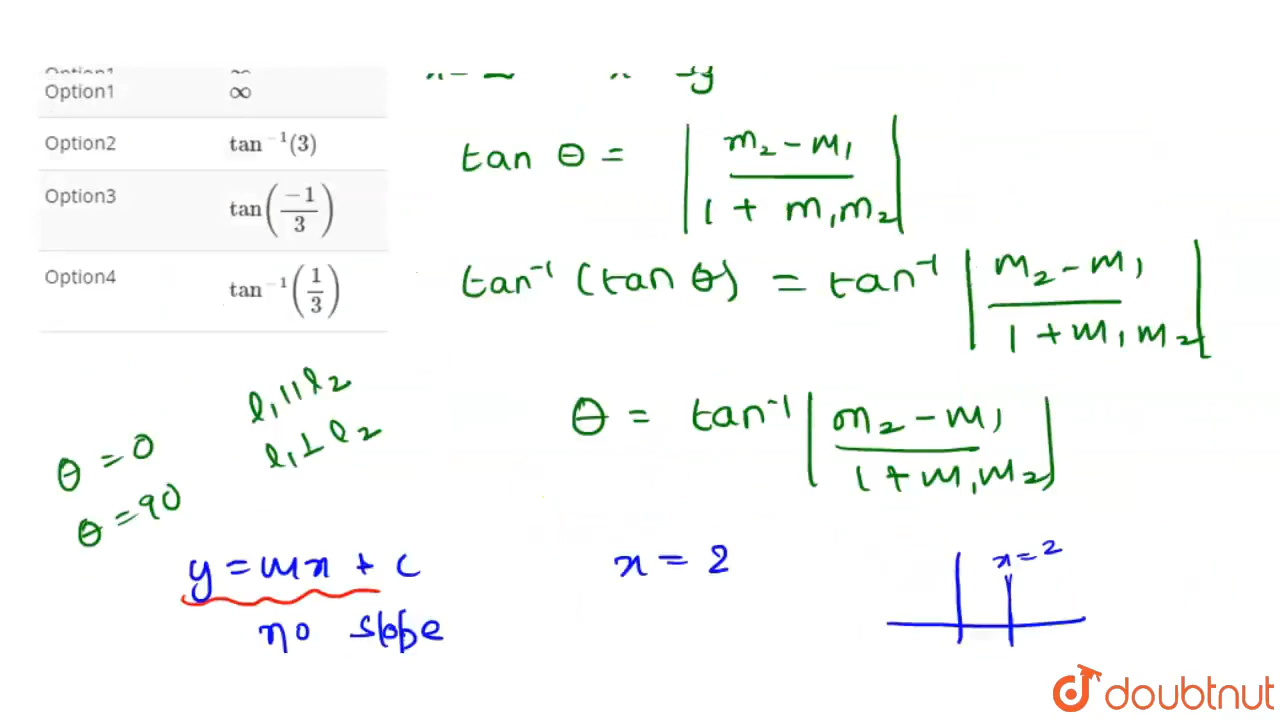 Option1 ∞
Option2 tan⁻¹(3)
Option3 tan(−1/3)
Option4 tan⁻¹(1/3)
tan θ = | m₂ − m₁ / 1 + m₁m₂ |
tan⁻¹ (tan θ) = tan⁻¹ | m₂ − m₁ / 1 + m₁m₂ |
θ = tan⁻¹ | m₂ − m₁ / 1 + m₁m₂ |
l₁ || l₂
l₁ ⊥ l₂
θ = 0
θ = 90
y = mx + c
no slope
x = 2
x = 2
doubtnut